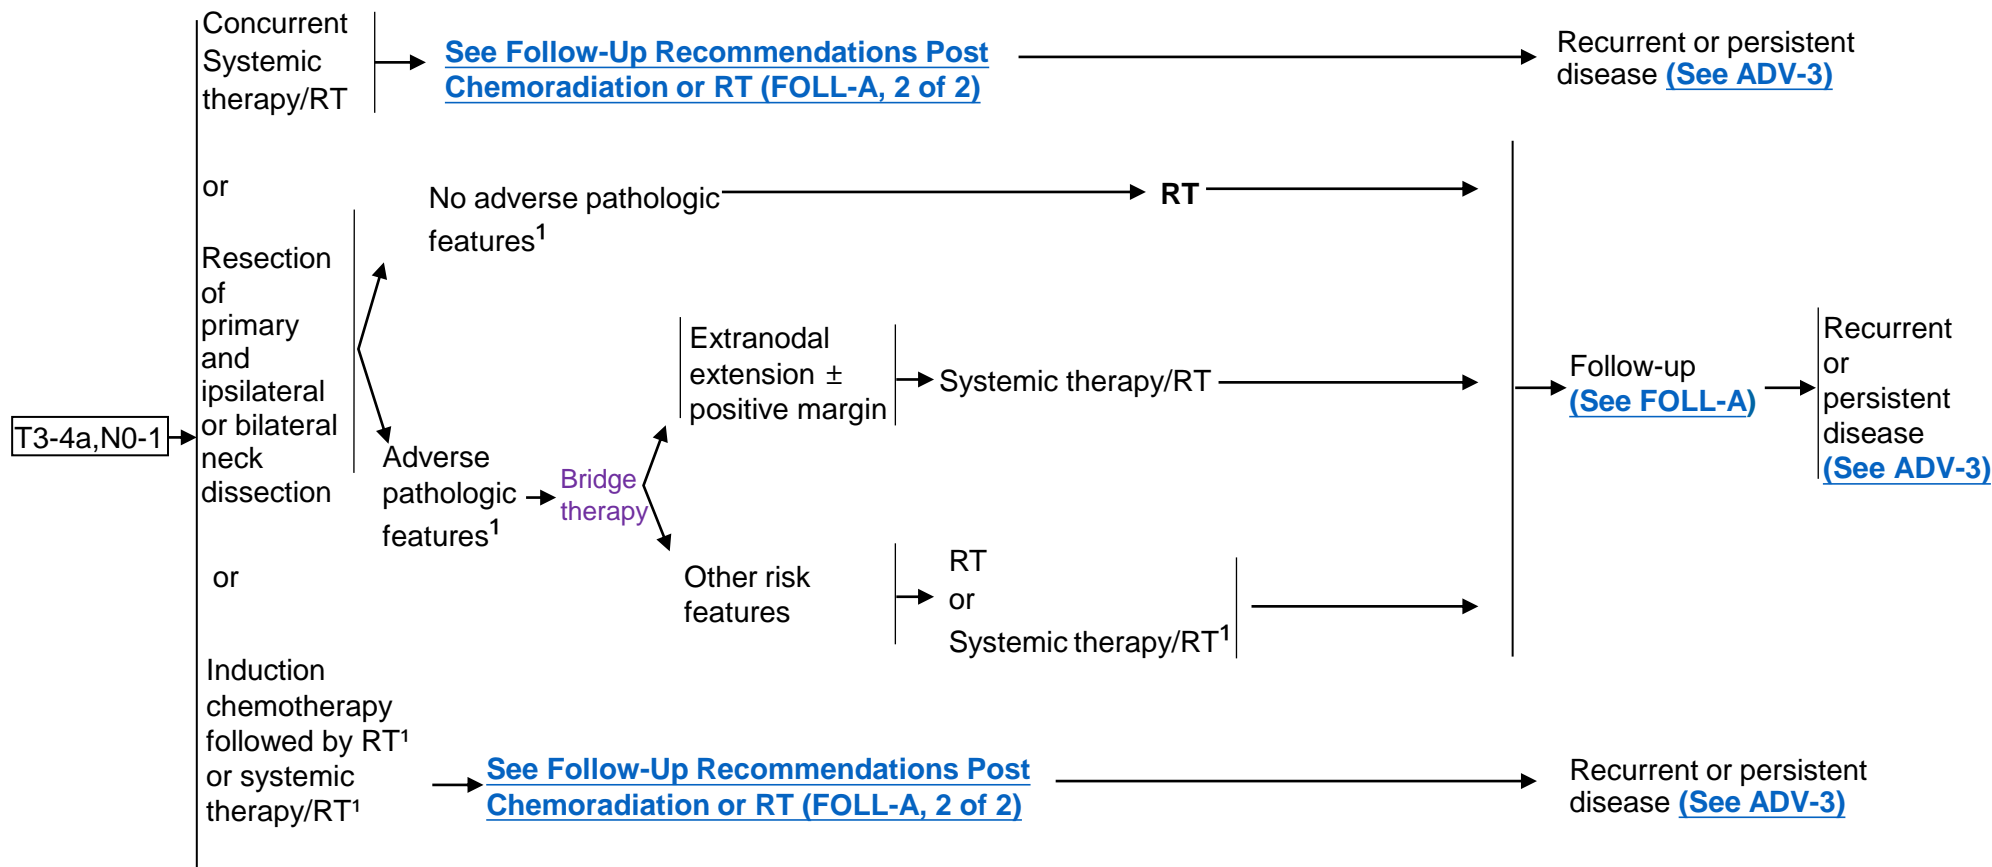 Concurrent
Systemic
therapy/RT
See Follow-Up Recommendations Post
Chemoradiation or RT (FOLL-A, 2 of 2)
Recurrent or persistent
disease (See ADV-3)
or
No adverse pathologic
features¹
RT
Resection
of
primary
and
ipsilateral
or bilateral
neck
dissection
T3-4a,N0-1
Extranodal
extension ±
positive margin
Systemic therapy/RT
Follow-up
(See FOLL-A)
Recurrent
or
persistent
disease
(See ADV-3)
Adverse
pathologic
features¹
Bridge
therapy
Other risk
features
RT
or
Systemic therapy/RT¹
or
Induction
chemotherapy
followed by RT¹
or systemic
therapy/RT¹
See Follow-Up Recommendations Post
Chemoradiation or RT (FOLL-A, 2 of 2)
Recurrent or persistent
disease (See ADV-3)